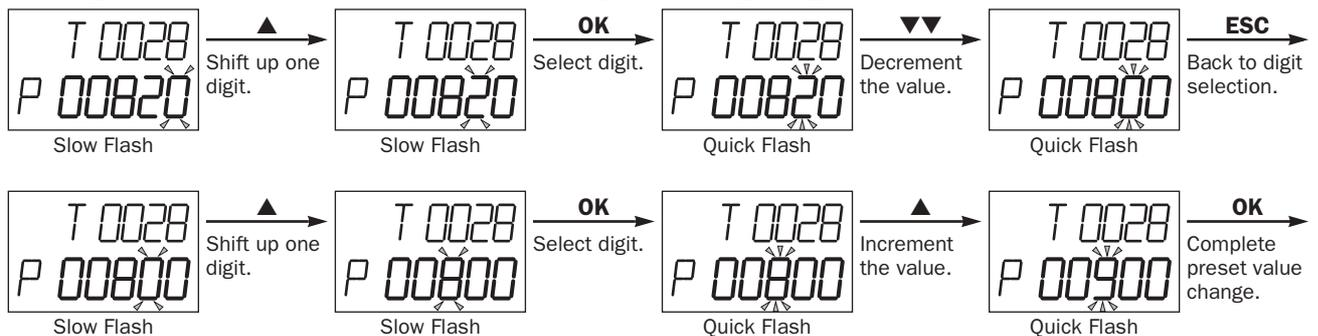 T 0028
P 00820
Slow Flash
▲
Shift up one
digit.
T 0028
P 00820
Slow Flash
OK
Select digit.
T 0028
P 00820
Quick Flash
▼▼
Decrement
the value.
T 0028
P 00800
Quick Flash
ESC
Back to digit
selection.
T 0028
P 00800
Slow Flash
▲
Shift up one
digit.
T 0028
P 00800
Slow Flash
OK
Select digit.
T 0028
P 00800
Quick Flash
▲
Increment
the value.
T 0028
P 00900
Quick Flash
OK
Complete
preset value
change.